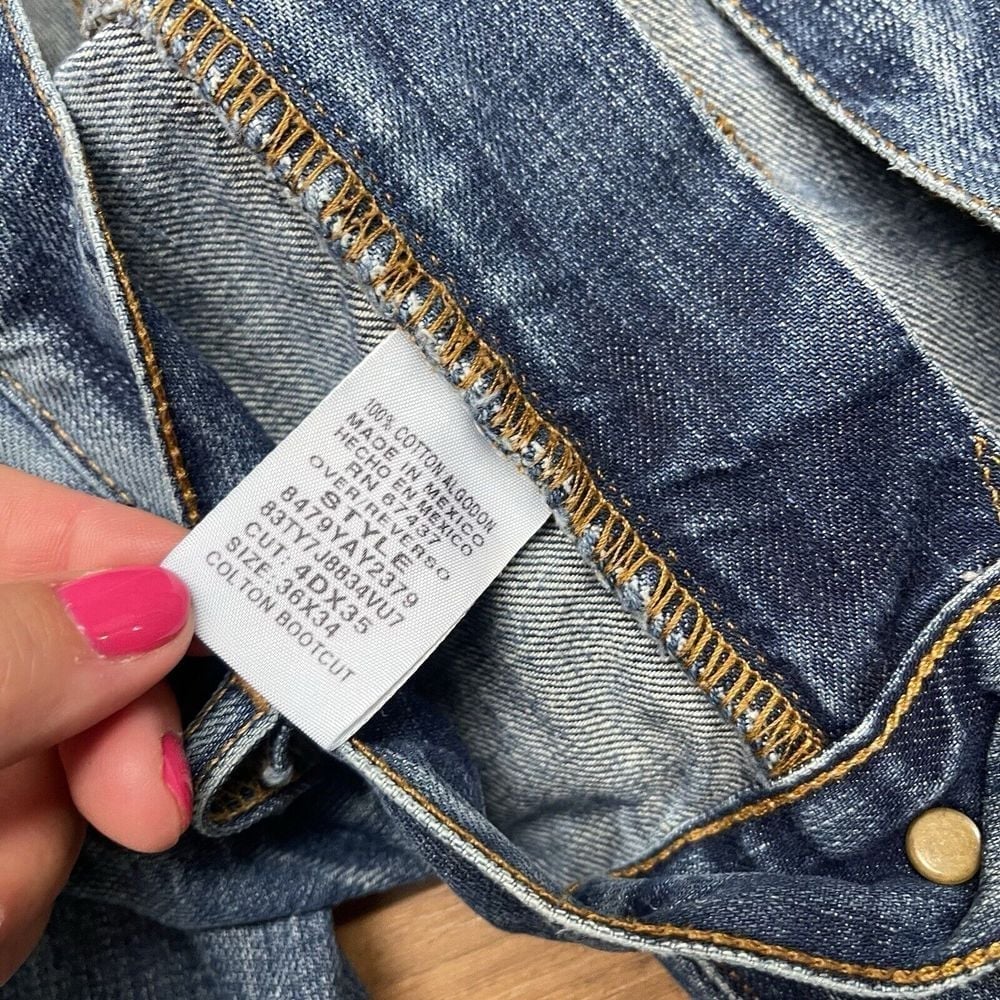 100% COTTON/ALGODON
MADE IN MEXICO
HECHO EN MEXICO
RN 67437
OVER/REVERSO
STYLE
8479YAY2379
83TY7J8834VU7
CUT: 4DX35
SIZE: 36X34
COLTON BOOTCUT